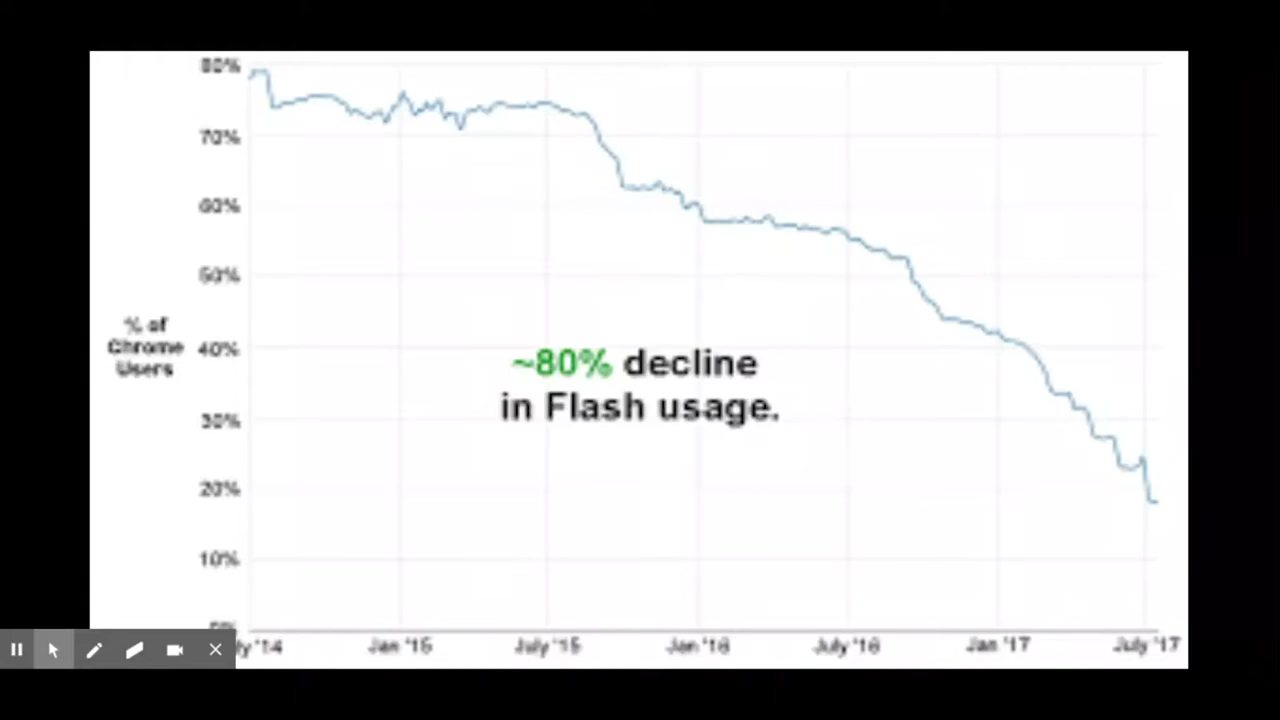 80%
70%
60%
50%
% of
Chrome
Users
40%
~80% decline
in Flash usage.
30%
20%
10%
Jan '15
July '15
Jan '16
July '16
Jan '17
July '17